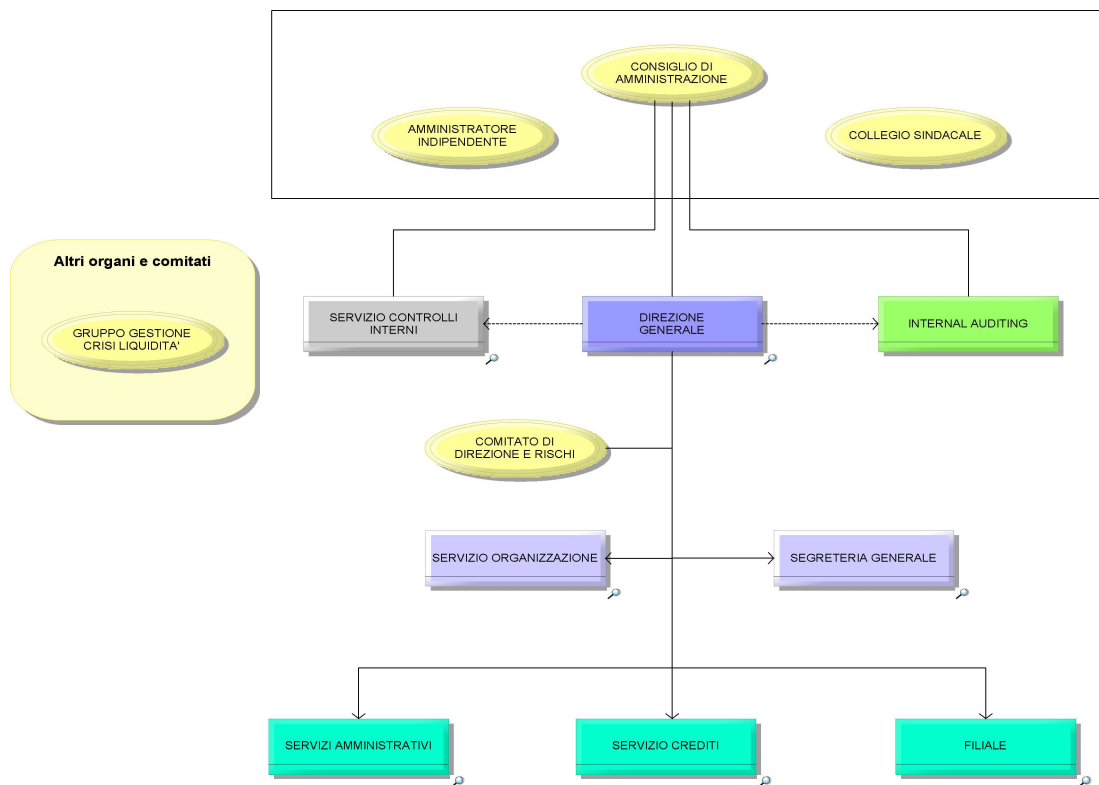 CONSIGLIO DI
AMMINISTRAZIONE
AMMINISTRATORE
INDIPENDENTE
COLLEGIO SINDACALE
Altri organi e comitati
GRUPPO GESTIONE
CRISI LIQUIDITA'
SERVIZIO CONTROLLI
INTERNI
DIREZIONE
GENERALE
INTERNAL AUDITING
COMITATO DI
DIREZIONE E RISCHI
SERVIZIO ORGANIZZAZIONE
SEGRETERIA GENERALE
SERVIZI AMMINISTRATIVI
SERVIZIO CREDITI
FILIALE